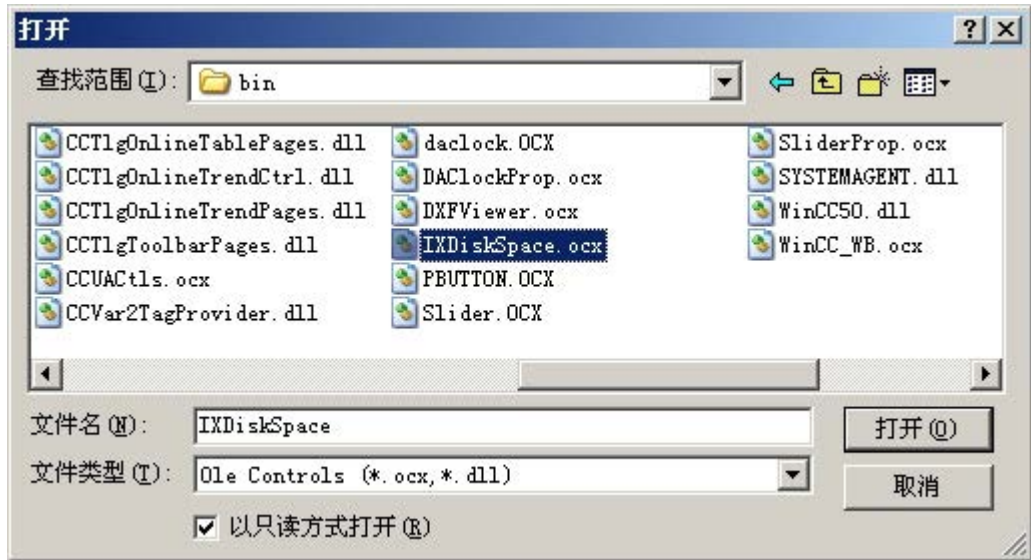 打开
查找范围(I): bin
CCTlgOnlineTablePages.dll
CCTlgOnlineTrendCtrl.dll
CCTlgOnlineTrendPages.dll
CCTlgToolbarPages.dll
CCUACtls.ocx
CCVar2TagProvider.dll
daclock.OCX
DAClockProp.ocx
DXFViewer.ocx
IXDiskSpace.ocx
PBUTTON.OCX
Slider.OCX
SliderProp.ocx
SYSTEMAGENT.dll
WinCC50.dll
WinCC_WB.ocx
文件名(N): IXDiskSpace 打开(O)
文件类型(T): Ole Controls (*.ocx,*.dll) 取消
以只读方式打开(R)